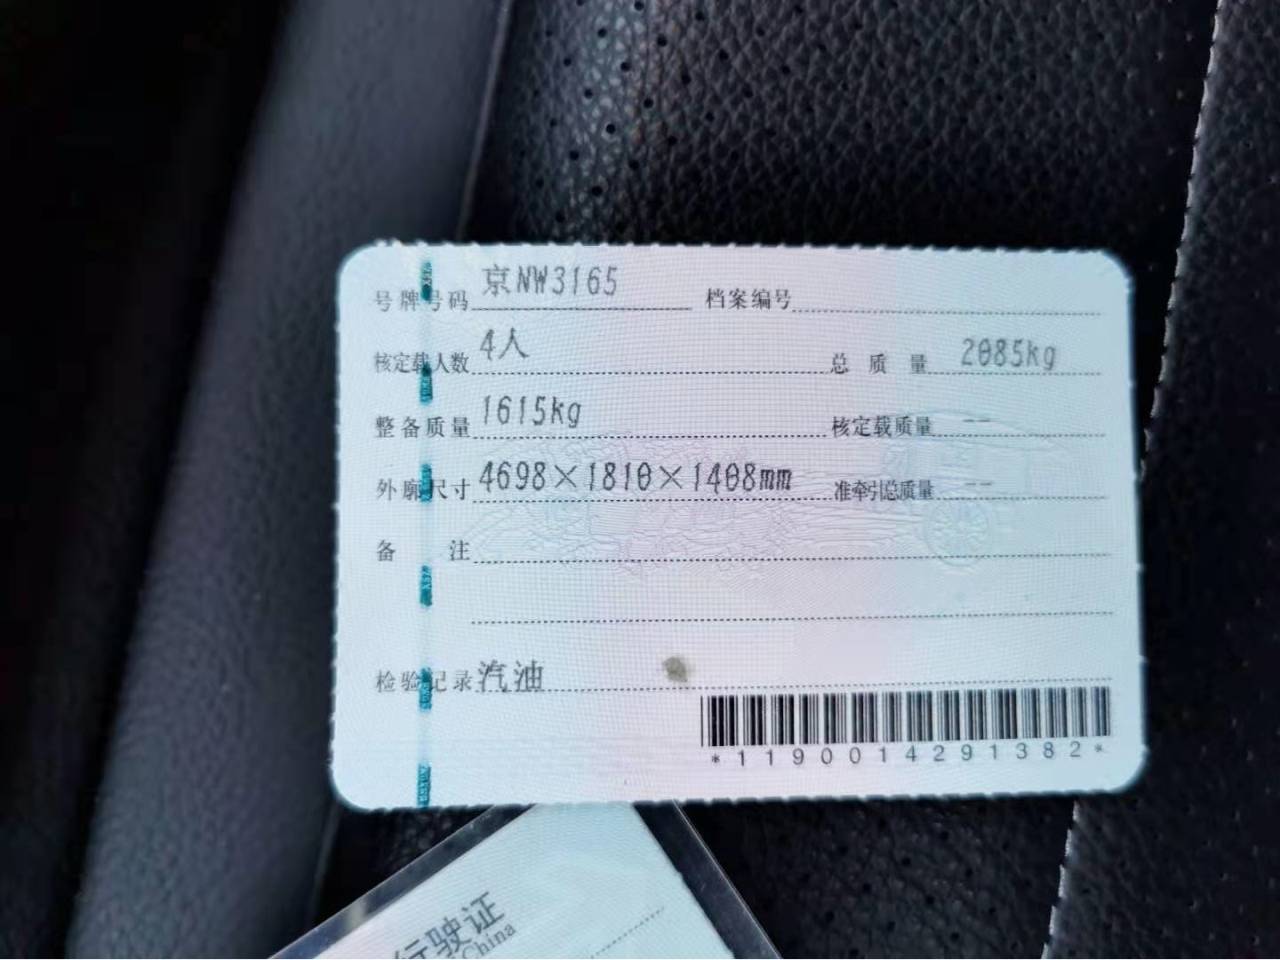 号牌号码 京NW3165 档案编号
核定载人数 4人 总质量 2085kg
整备质量 1615kg 核定载质量 --
外廓尺寸 4698×1810×1408mm 准牵引总质量 --
备注
检验记录 汽油
*1190014291382*
行驶证
China